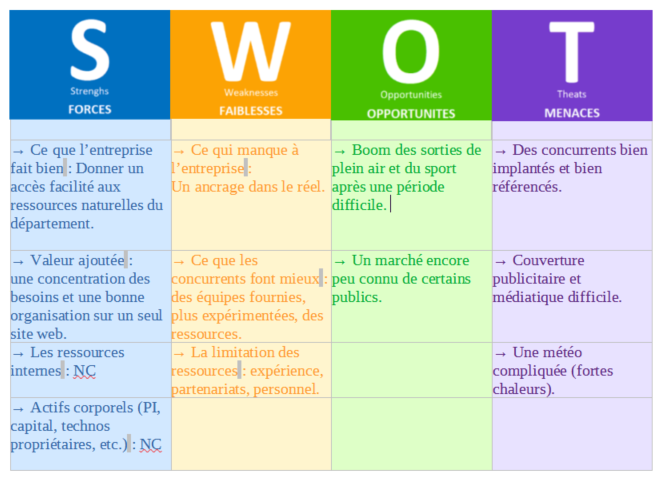 S W O T
Strenghs Weaknesses Opportunities Theats
FORCES FAIBLESSES OPPORTUNITES MENACES
→ Ce que l’entreprise
fait bien : Donner un
accès facilité aux
ressources naturelles du
département.
→ Ce qui manque à
l’entreprise :
Un ancrage dans le réel.
→ Boom des sorties de
plein air et du sport
après une période
difficile.
→ Des concurrents bien
implantés et bien
référencés.
→ Valeur ajoutée :
une concentration des
besoins et une bonne
organisation sur un seul
site web.
→ Ce que les
concurrents font mieux :
des équipes fournies,
plus expérimentées, des
ressources.
→ Un marché encore
peu connu de certains
publics.
→ Couverture
publicitaire et
médiatique difficile.
→ Les ressources
internes : NC
→ La limitation des
ressources : expérience,
partenariats, personnel.
→ Une météo
compliquée (fortes
chaleurs).
→ Actifs corporels (PI,
capital, technos
propriétaires, etc.) : NC